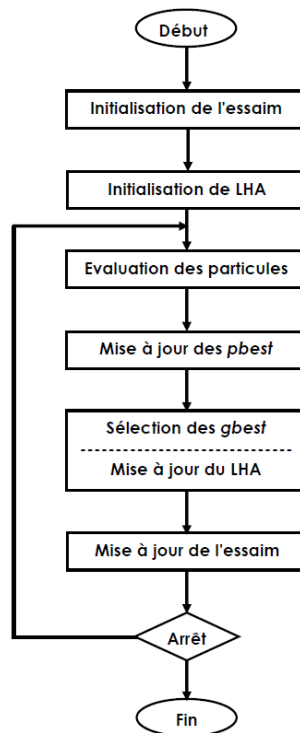 Début
Initialisation de l'essaim
Initialisation de LHA
Evaluation des particules
Mise à jour des pbest
Sélection des gbest
Mise à jour du LHA
Mise à jour de l'essaim
Arrêt
Fin